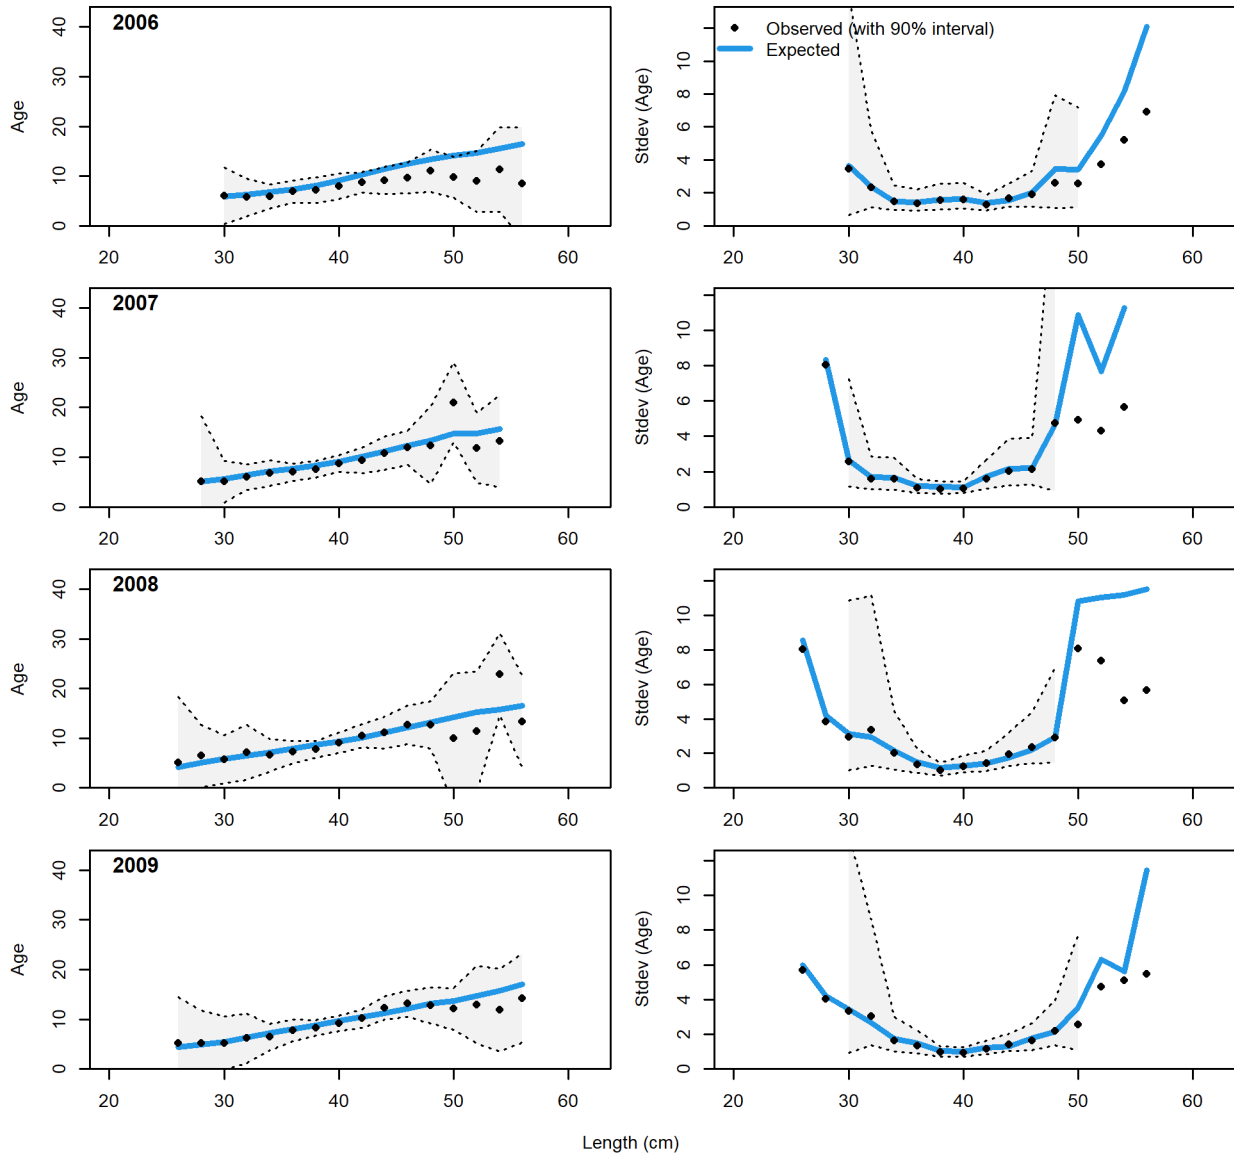 2006
Age
0 10 20 30 40
20 30 40 50 60
Observed (with 90% interval)
Expected
Stdev (Age)
0 2 4 6 8 10
20 30 40 50 60
2007
Age
0 10 20 30 40
20 30 40 50 60
Stdev (Age)
0 2 4 6 8 10
20 30 40 50 60
2008
Age
0 10 20 30 40
20 30 40 50 60
Stdev (Age)
0 2 4 6 8 10
20 30 40 50 60
2009
Age
0 10 20 30 40
20 30 40 50 60
Stdev (Age)
0 2 4 6 8 10
20 30 40 50 60
Length (cm)